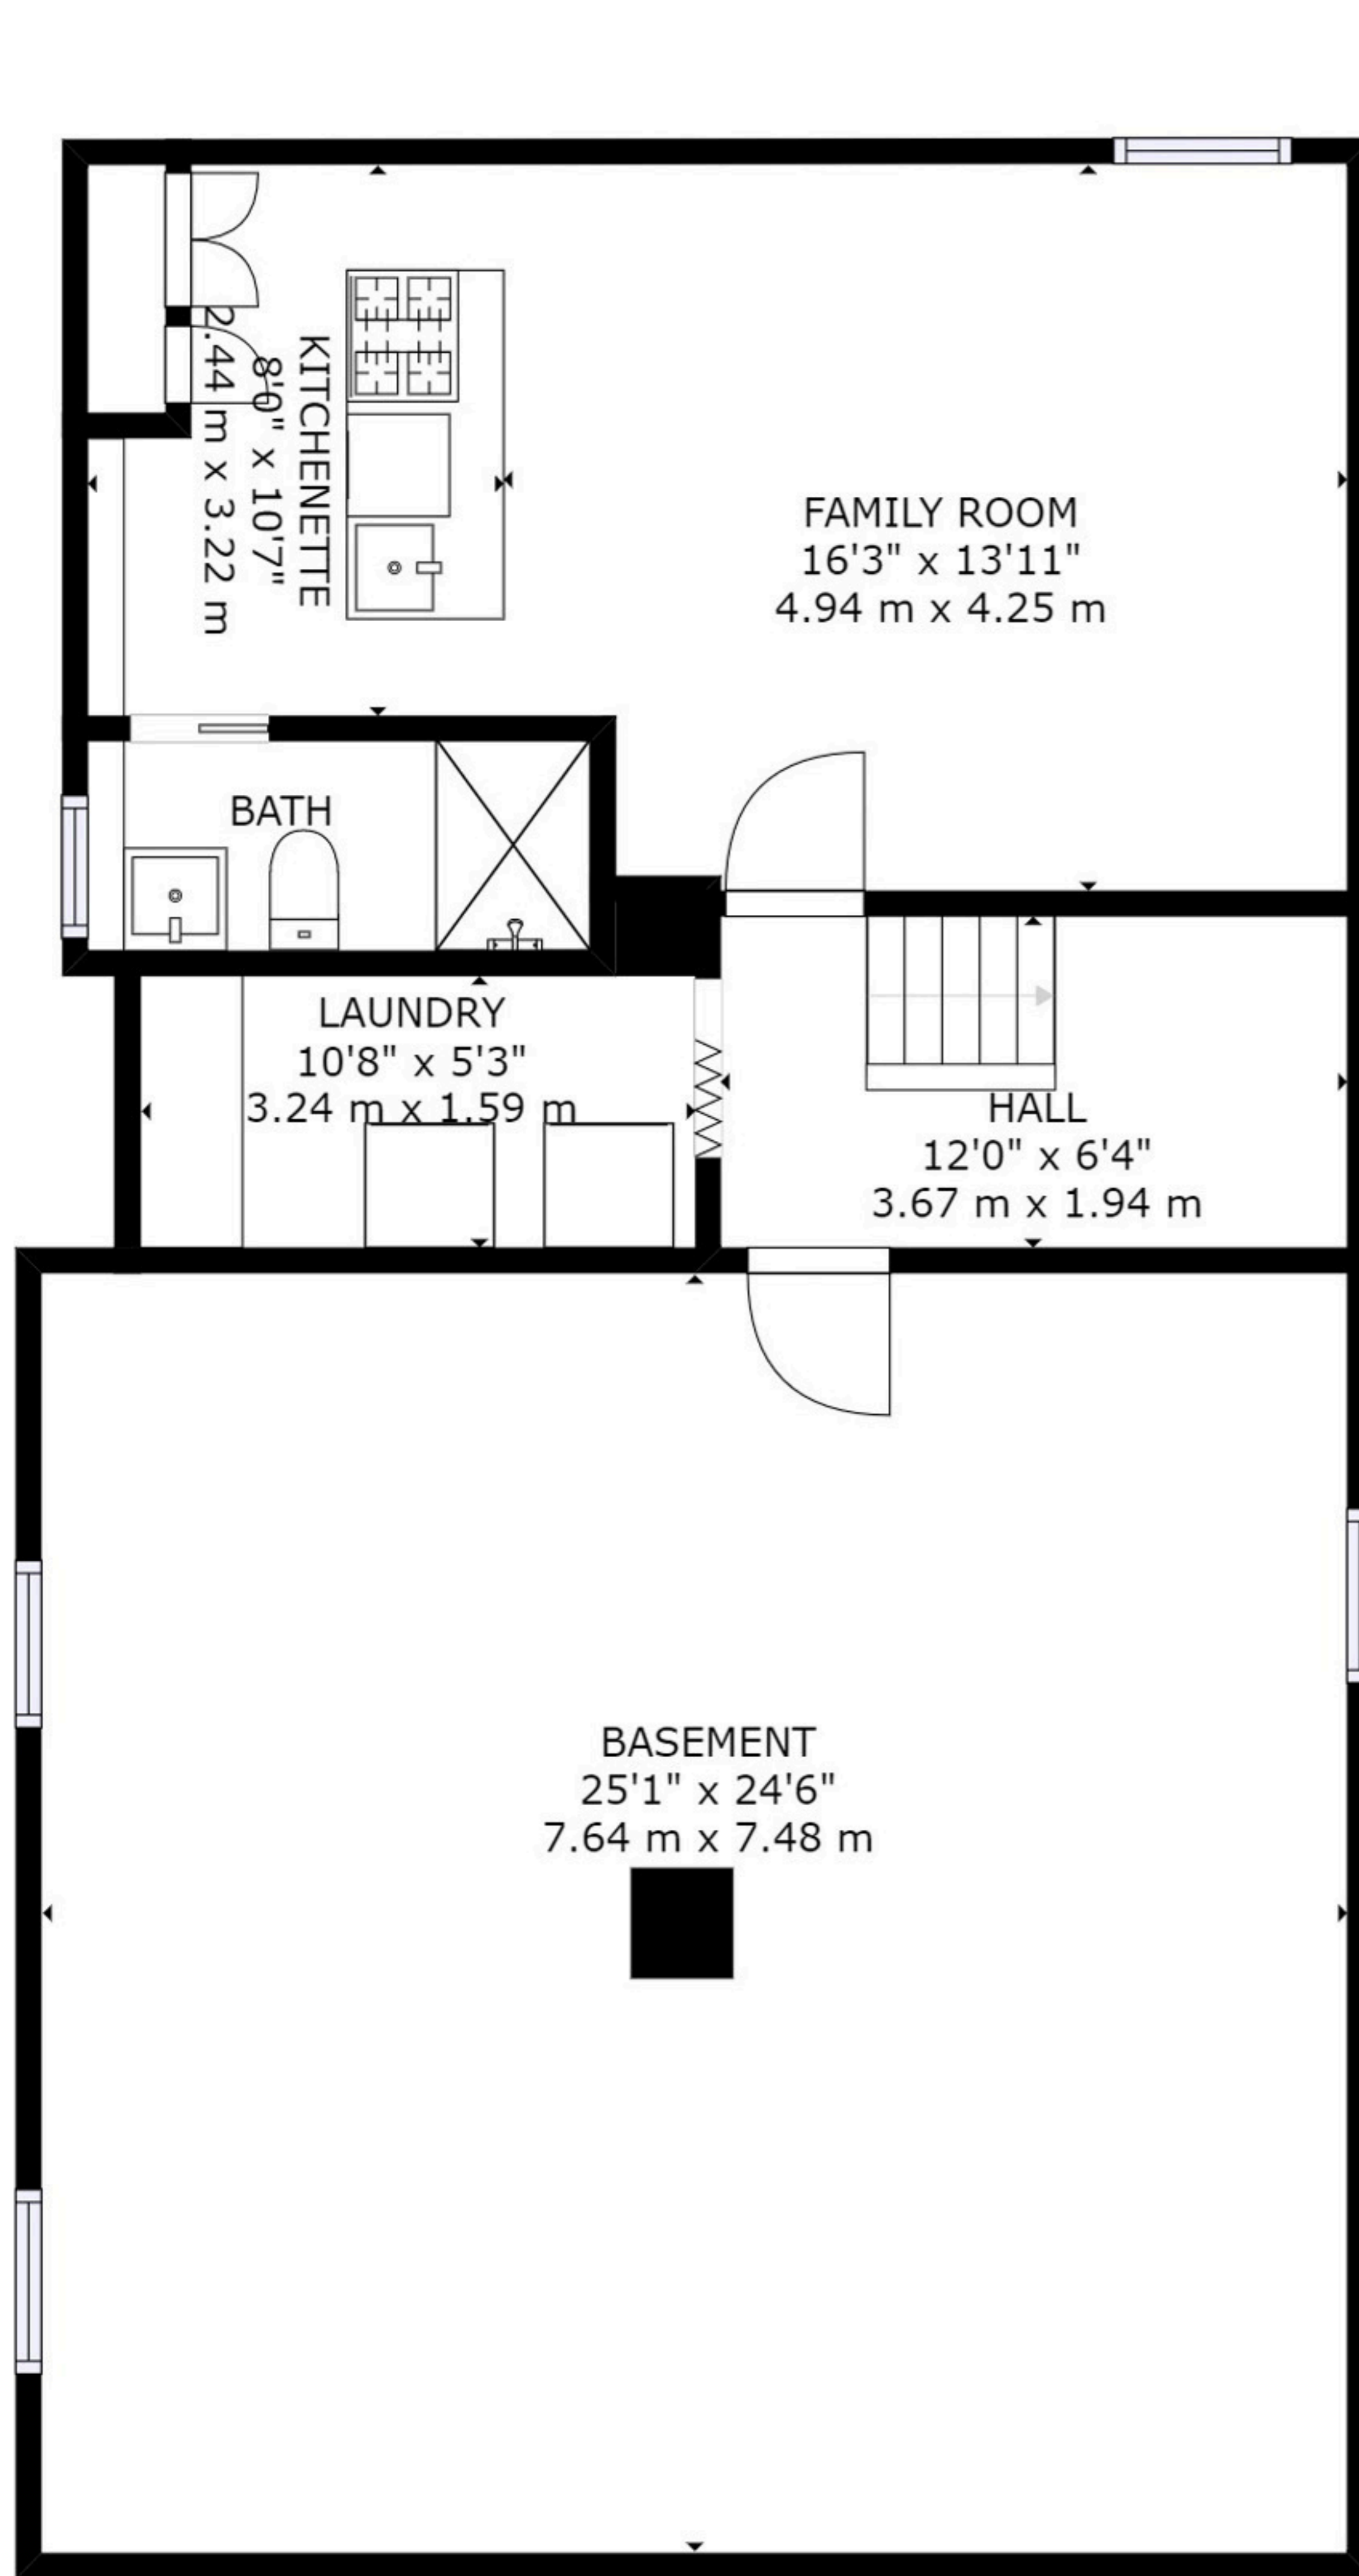 KITCHENETTE
8'0" x 10'7"
2.44 m x 3.22 m
FAMILY ROOM
16'3" x 13'11"
4.94 m x 4.25 m
BATH
LAUNDRY
10'8" x 5'3"
3.24 m x 1.59 m
HALL
12'0" x 6'4"
3.67 m x 1.94 m
BASEMENT
25'1" x 24'6"
7.64 m x 7.48 m